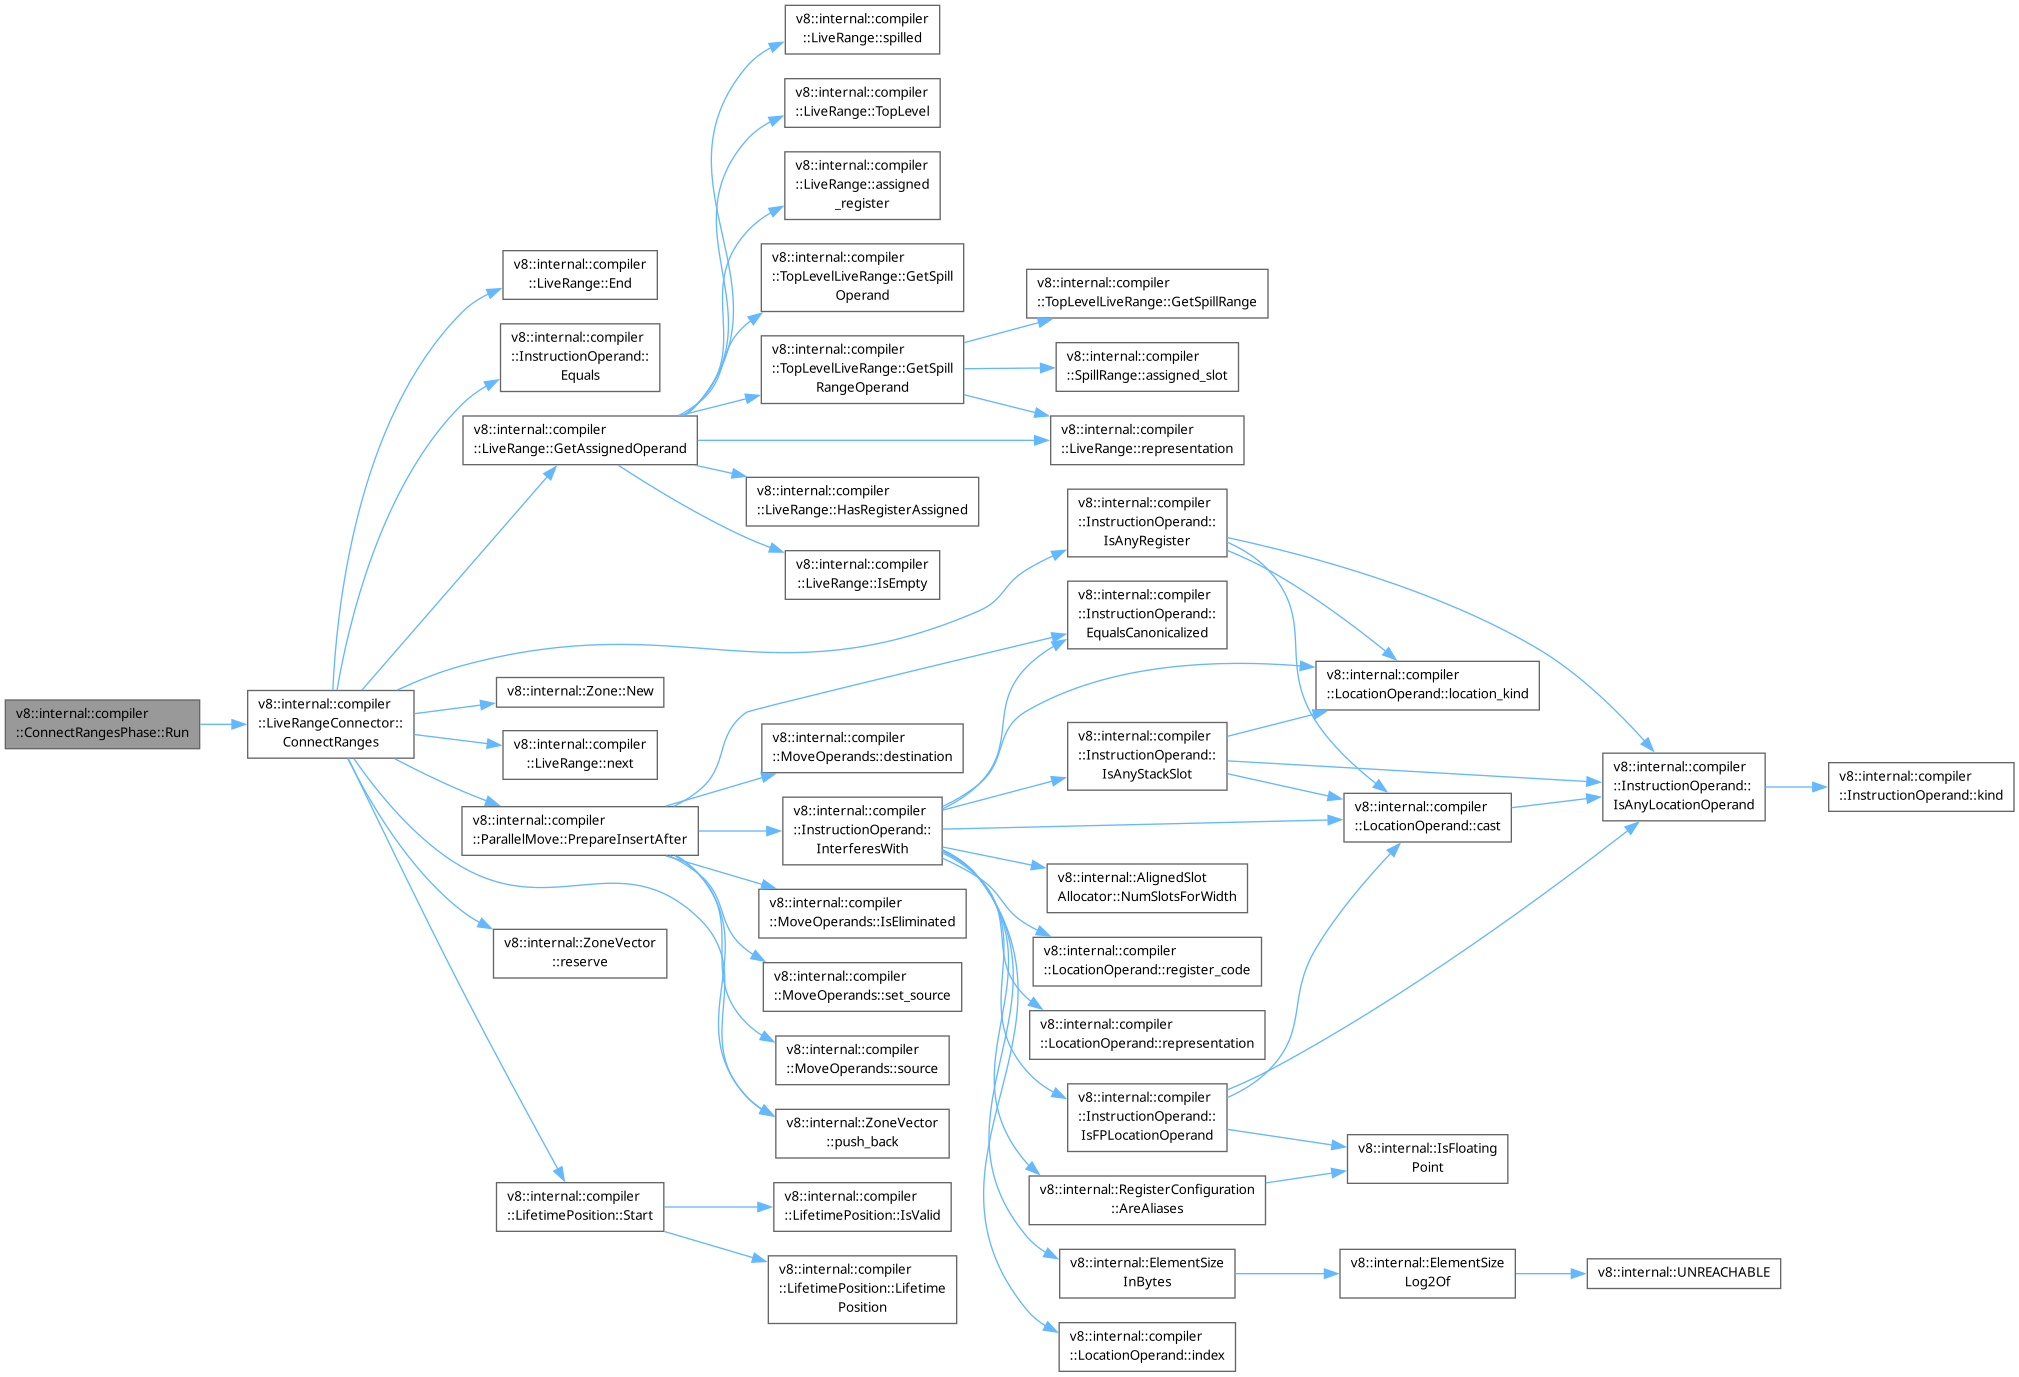 v8::internal::compiler
::ConnectRangesPhase::Run
v8::internal::compiler
::LiveRangeConnector::
ConnectRanges
v8::internal::compiler
::LiveRange::End
v8::internal::compiler
::InstructionOperand::
Equals
v8::internal::compiler
::LiveRange::GetAssignedOperand
v8::internal::Zone::New
v8::internal::compiler
::LiveRange::next
v8::internal::compiler
::ParallelMove::PrepareInsertAfter
v8::internal::ZoneVector
::reserve
v8::internal::compiler
::LifetimePosition::Start
v8::internal::compiler
::LiveRange::spilled
v8::internal::compiler
::LiveRange::TopLevel
v8::internal::compiler
::LiveRange::assigned
_register
v8::internal::compiler
::TopLevelLiveRange::GetSpill
Operand
v8::internal::compiler
::TopLevelLiveRange::GetSpill
RangeOperand
v8::internal::compiler
::LiveRange::HasRegisterAssigned
v8::internal::compiler
::LiveRange::IsEmpty
v8::internal::compiler
::MoveOperands::destination
v8::internal::compiler
::InstructionOperand::
InterferesWith
v8::internal::compiler
::MoveOperands::IsEliminated
v8::internal::compiler
::MoveOperands::set_source
v8::internal::compiler
::MoveOperands::source
v8::internal::ZoneVector
::push_back
v8::internal::compiler
::LifetimePosition::IsValid
v8::internal::compiler
::LifetimePosition::Lifetime
Position
v8::internal::compiler
::TopLevelLiveRange::GetSpillRange
v8::internal::compiler
::SpillRange::assigned_slot
v8::internal::compiler
::LiveRange::representation
v8::internal::compiler
::InstructionOperand::
IsAnyRegister
v8::internal::compiler
::InstructionOperand::
EqualsCanonicalized
v8::internal::compiler
::InstructionOperand::
IsAnyStackSlot
v8::internal::AlignedSlot
Allocator::NumSlotsForWidth
v8::internal::compiler
::LocationOperand::register_code
v8::internal::compiler
::LocationOperand::representation
v8::internal::compiler
::InstructionOperand::
IsFPLocationOperand
v8::internal::RegisterConfiguration
::AreAliases
v8::internal::ElementSize
InBytes
v8::internal::compiler
::LocationOperand::index
v8::internal::compiler
::LocationOperand::location_kind
v8::internal::compiler
::LocationOperand::cast
v8::internal::IsFloating
Point
v8::internal::ElementSize
Log2Of
v8::internal::compiler
::InstructionOperand::
IsAnyLocationOperand
v8::internal::UNREACHABLE
v8::internal::compiler
::InstructionOperand::kind